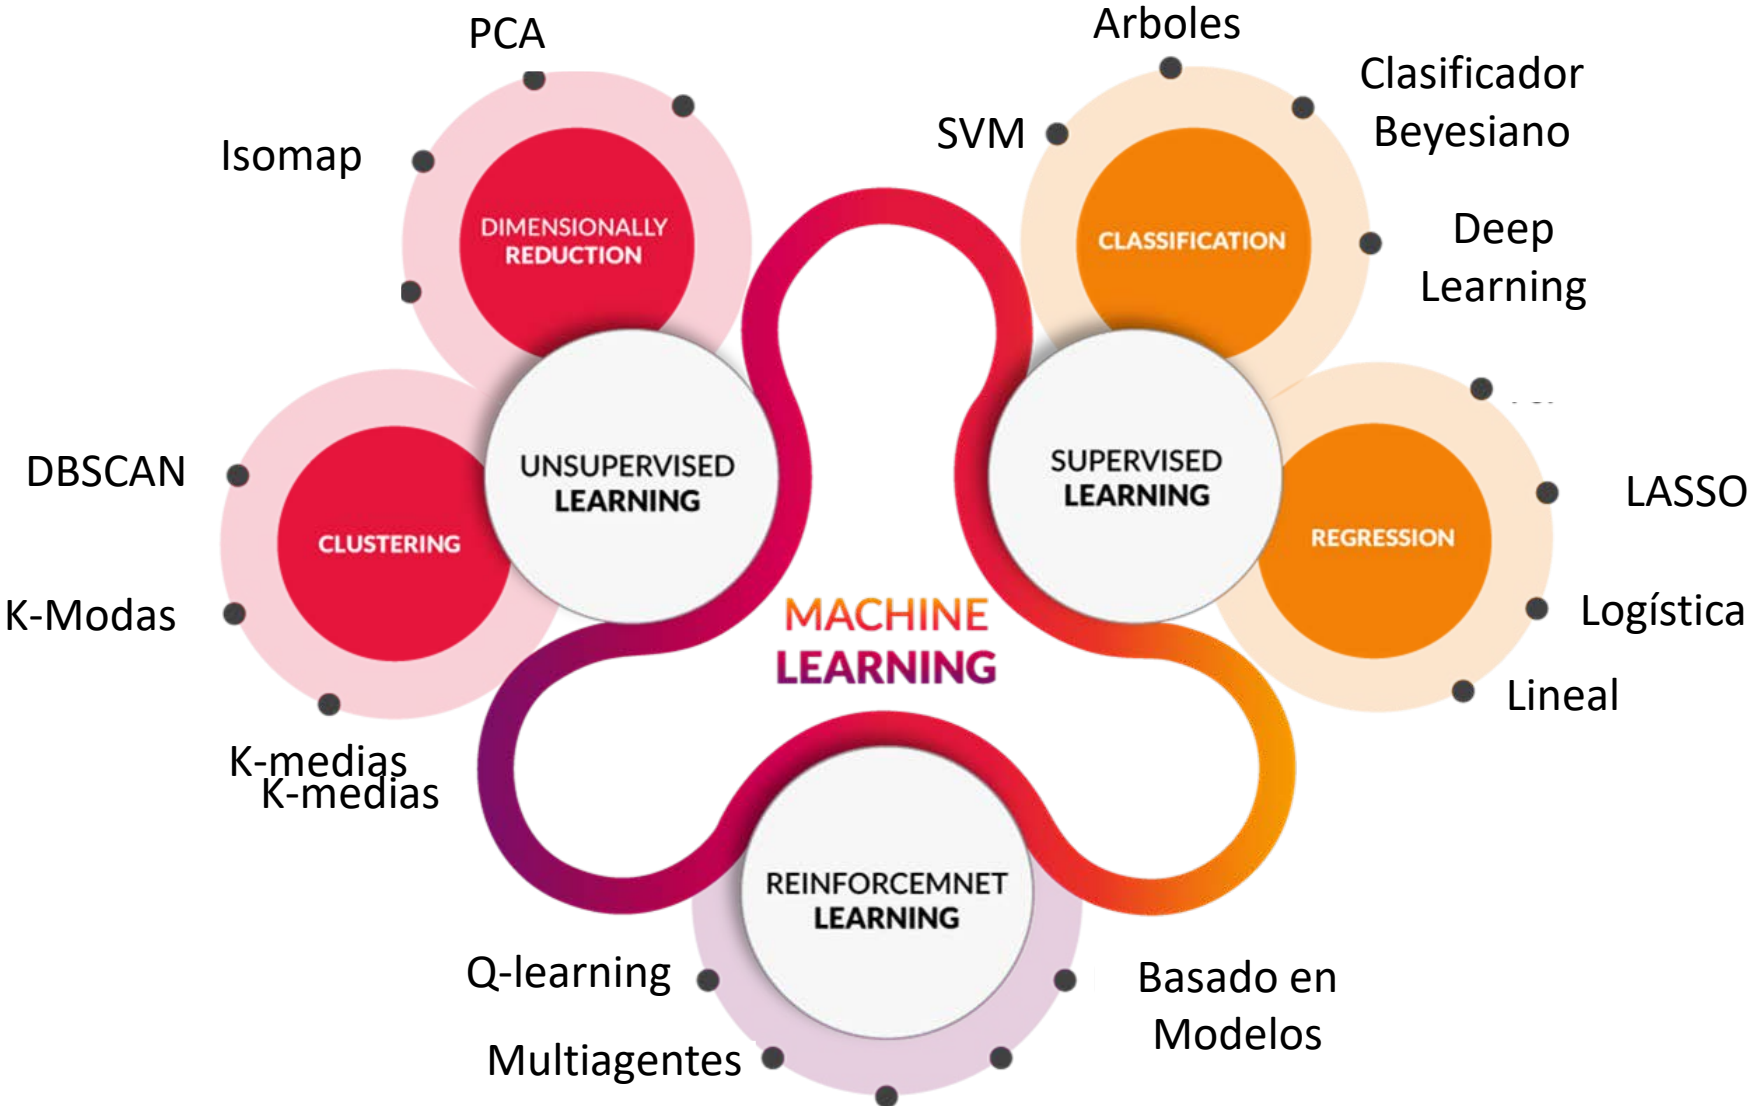 PCA
Isomap
DIMENSIONALLY
REDUCTION
Arboles
SVM
Clasificador
Beyesiano
CLASSIFICATION
Deep
Learning
UNSUPERVISED
LEARNING
SUPERVISED
LEARNING
DBSCAN
CLUSTERING
K-Modas
K-medias
K-medias
LASSO
REGRESSION
Logística
Lineal
MACHINE
LEARNING
REINFORCEMNET
LEARNING
Q-learning
Multiagentes
Basado en
Modelos